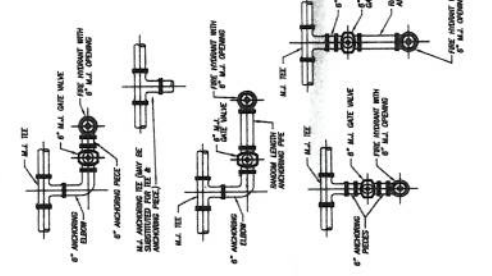 M.J. TEE
6" M.J. GATE VALVE
FIRE HYDRANT WITH
6" M.J. OPENING
6" ANCHORING
ELBOW
6" ANCHORING PIECE
M.J. ANCHORING TEE (MAY BE
SUBSTITUTED FOR TEE &
ANCHORING PIECE)
M.J. TEE
6" M.J.
GATE VALVE
FIRE HYDRANT WITH
6" M.J. OPENING
6" ANCHORING
ELBOW
RANDOM LENGTH
ANCHORING PIPE
M.J. TEE
6" M.J. GATE VALVE
FIRE HYDRANT WITH
6" M.J. OPENING
6" ANCHORING
PIECES
M.J. TEE
6"
FIRE HYDRANT WITH
6" M.J. OPENING